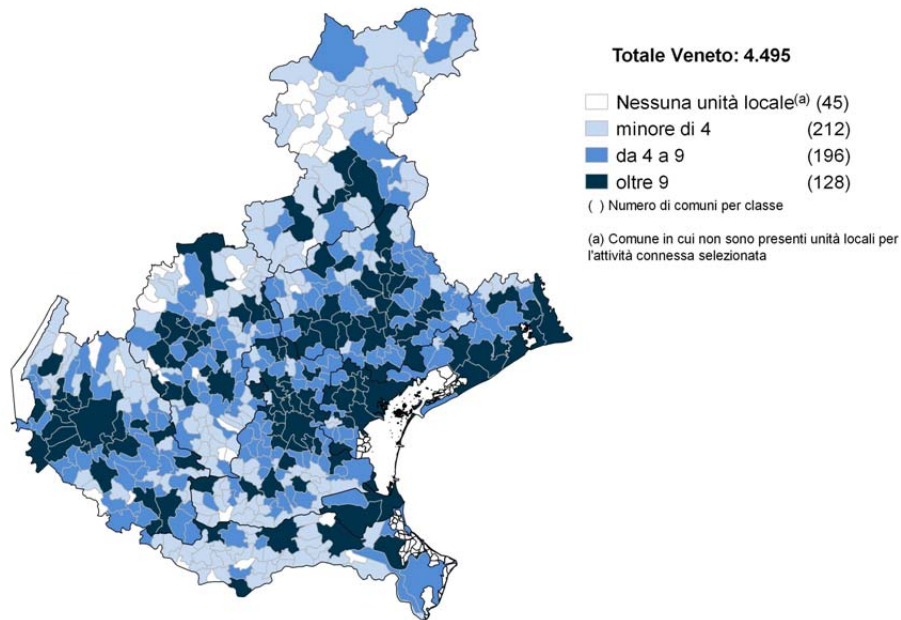 Totale Veneto: 4.495
Nessuna unità locale(a) (45)
minore di 4 (212)
da 4 a 9 (196)
oltre 9 (128)
( ) Numero di comuni per classe
(a) Comune in cui non sono presenti unità locali per
l'attività connessa selezionata